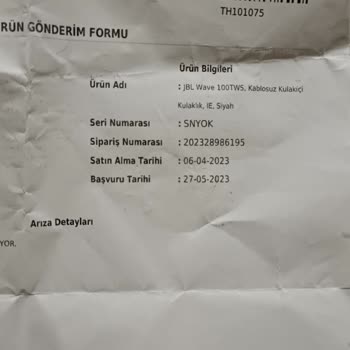 TH101075
RÜN GÖNDERİM FORMU
Ürün Bilgileri
Ürün Adı : JBL Wave 100TWS, Kablosuz Kulakiçi
Kulaklık, IE, Siyah
Seri Numarası : SNYOK
Sipariş Numarası : 202328986195
Satın Alma Tarihi : 06-04-2023
Başvuru Tarihi : 27-05-2023
Arıza Detayları
YOR.